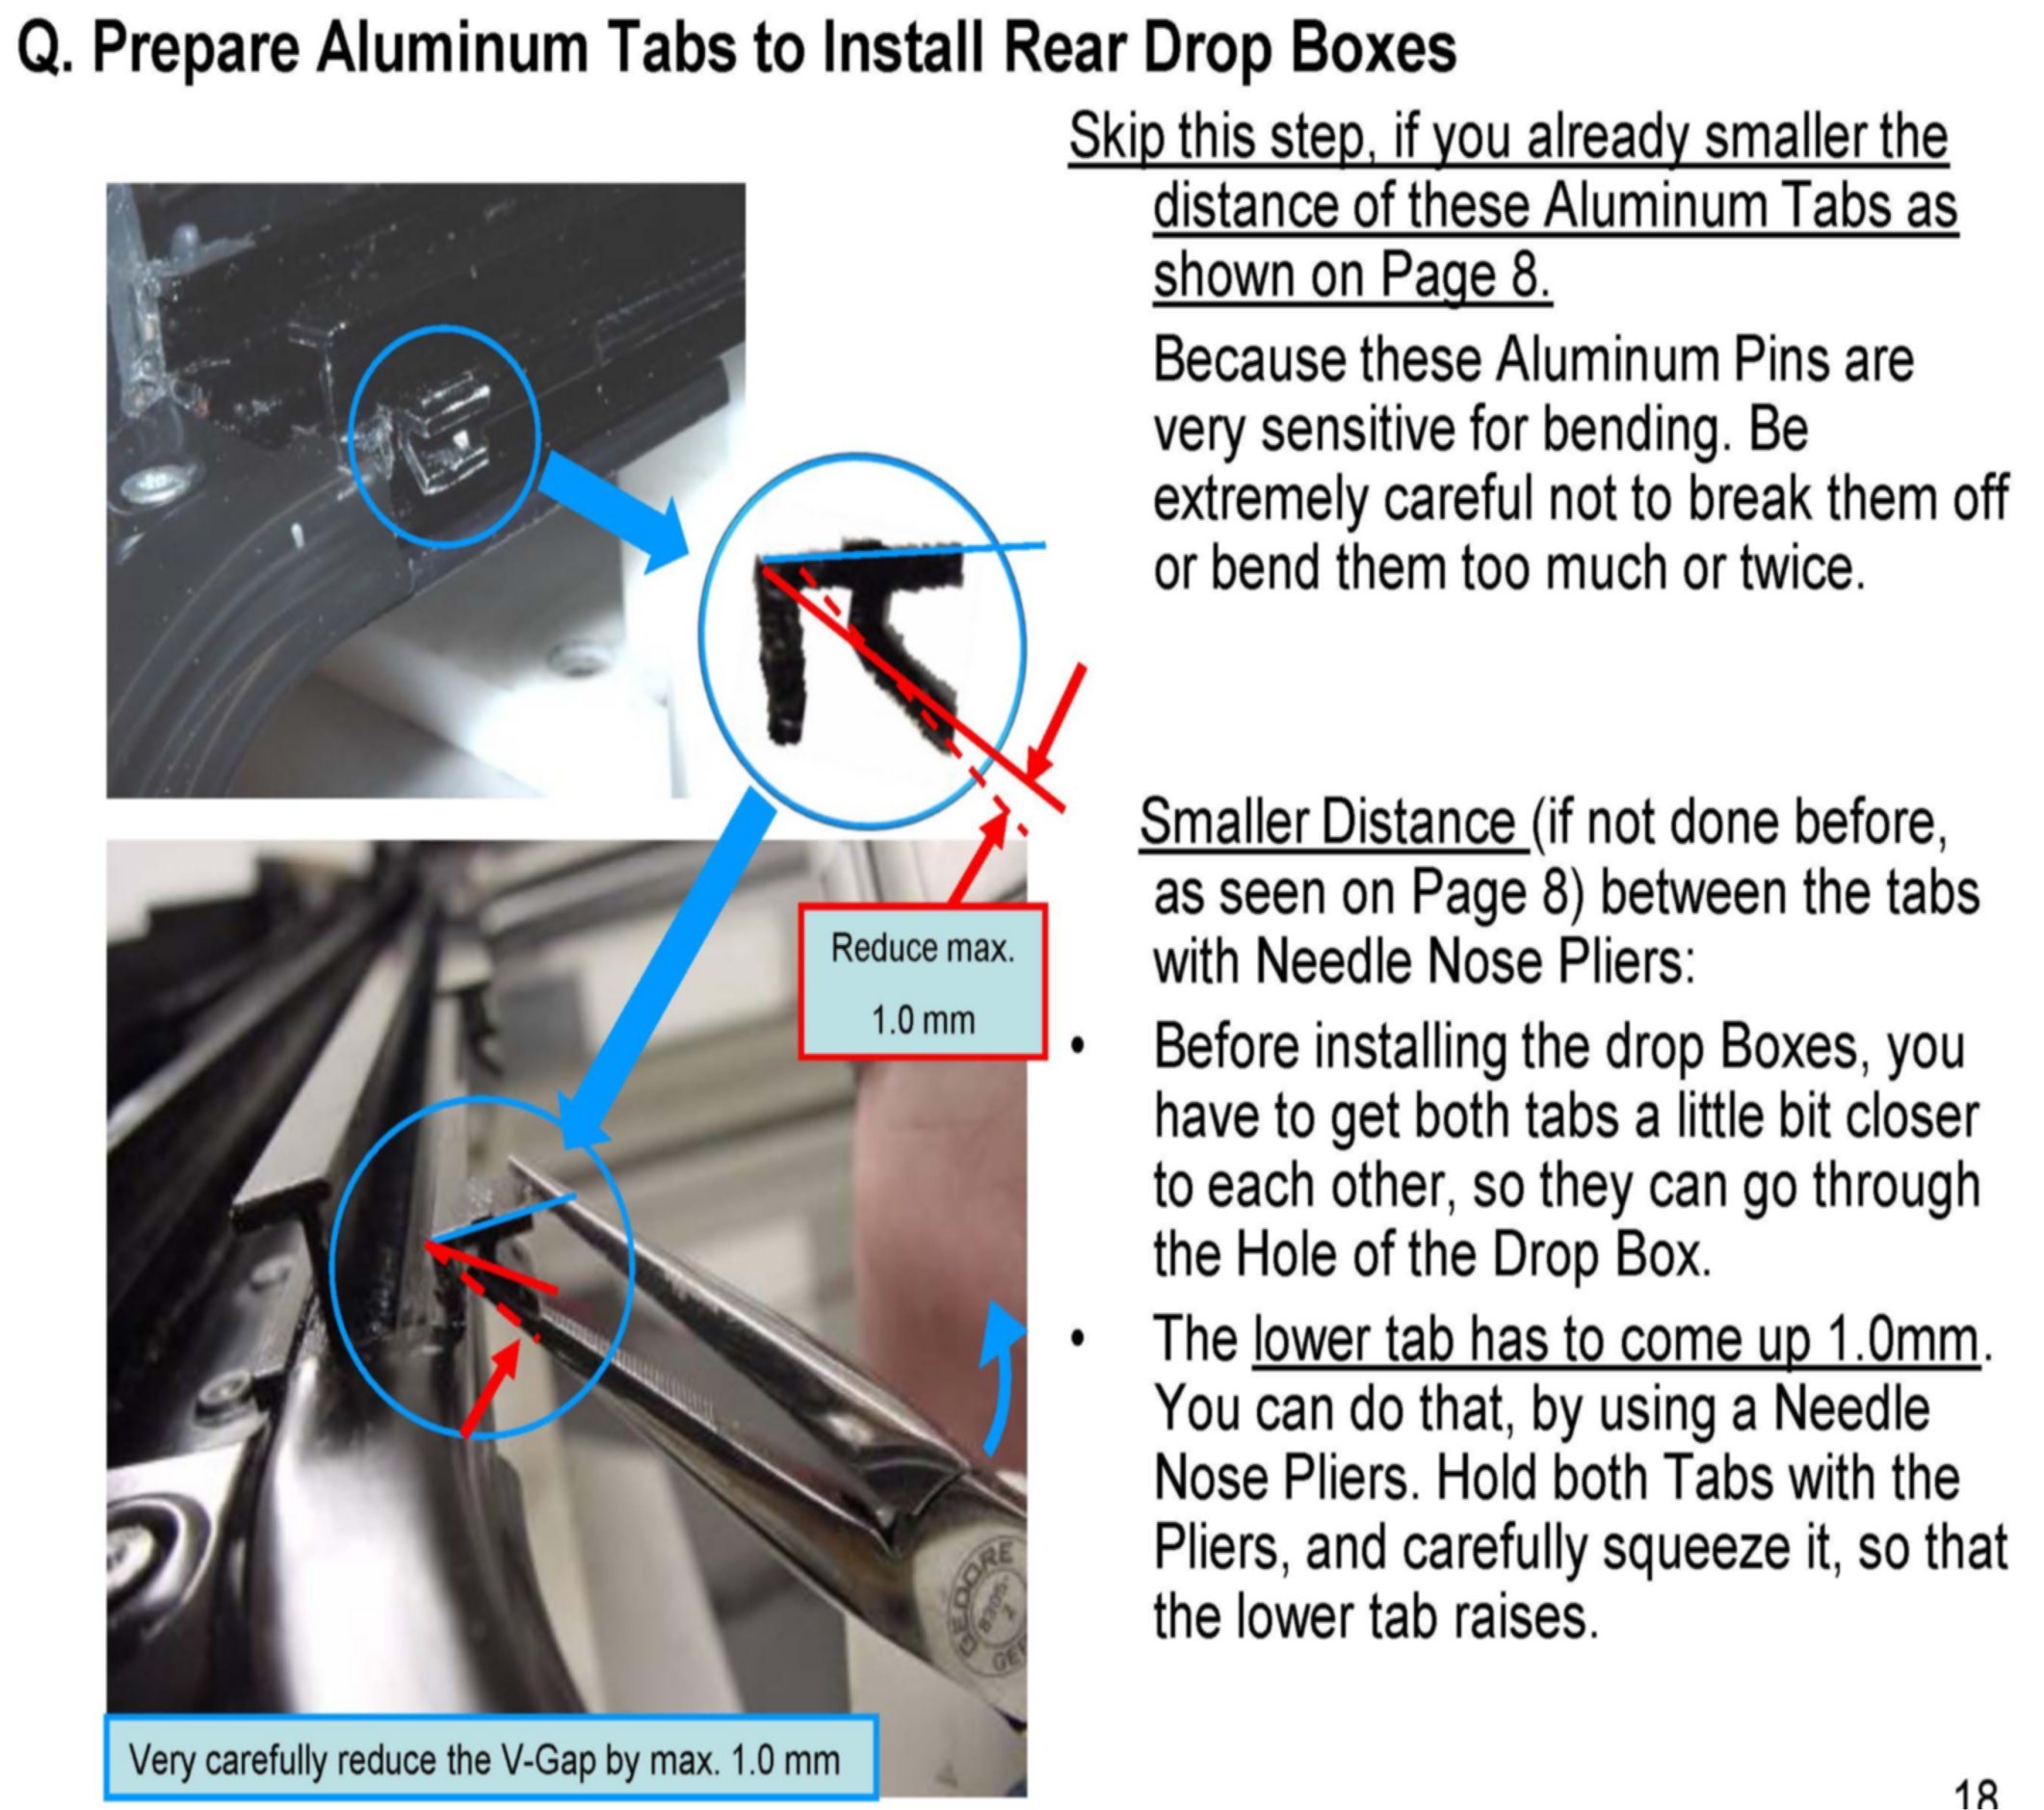 Q. Prepare Aluminum Tabs to Install Rear Drop Boxes
Skip this step, if you already smaller the
distance of these Aluminum Tabs as
shown on Page 8.
Because these Aluminum Pins are
very sensitive for bending. Be
extremely careful not to break them off
or bend them too much or twice.
Reduce max.
1.0 mm
Smaller Distance (if not done before,
as seen on Page 8) between the tabs
with Needle Nose Pliers:
• Before installing the drop Boxes, you
have to get both tabs a little bit closer
to each other, so they can go through
the Hole of the Drop Box.
• The lower tab has to come up 1.0mm.
You can do that, by using a Needle
Nose Pliers. Hold both Tabs with the
Pliers, and carefully squeeze it, so that
the lower tab raises.
GEDORE
8305-
2
GE
Very carefully reduce the V-Gap by max. 1.0 mm
18